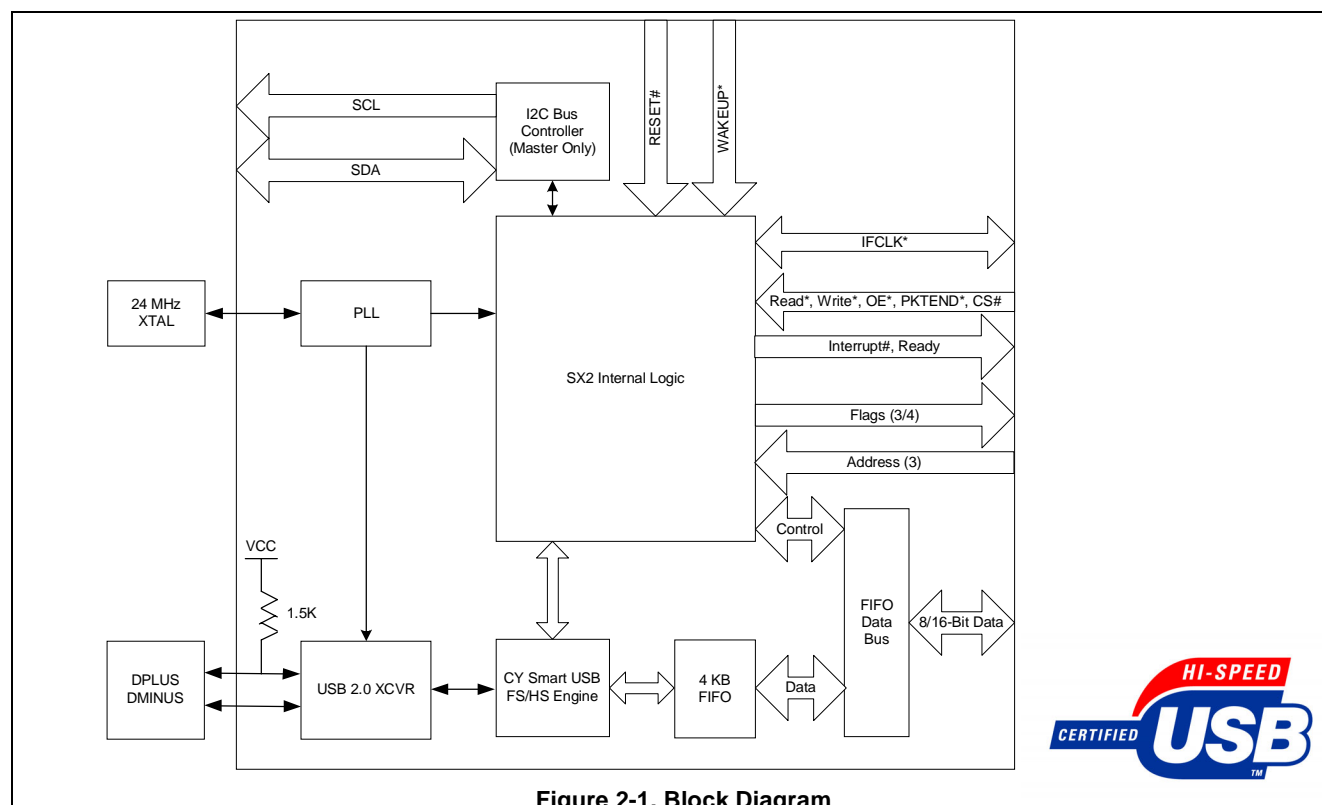 SCL
I2C Bus
Controller
(Master Only)
SDA
RESET#
WAKEUP*
IFCLK*
24 MHz
XTAL
PLL
Read*, Write*, OE*, PKTEND*, CS#
Interrupt#, Ready
SX2 Internal Logic
Flags (3/4)
Address (3)
Control
VCC
1.5K
FIFO
Data
Bus
8/16-Bit Data
DPLUS
DMINUS
USB 2.0 XCVR
CY Smart USB
FS/HS Engine
4 KB
FIFO
Data
HI-SPEED
CERTIFIED
USB
TM
Figure 2-1. Block Diagram